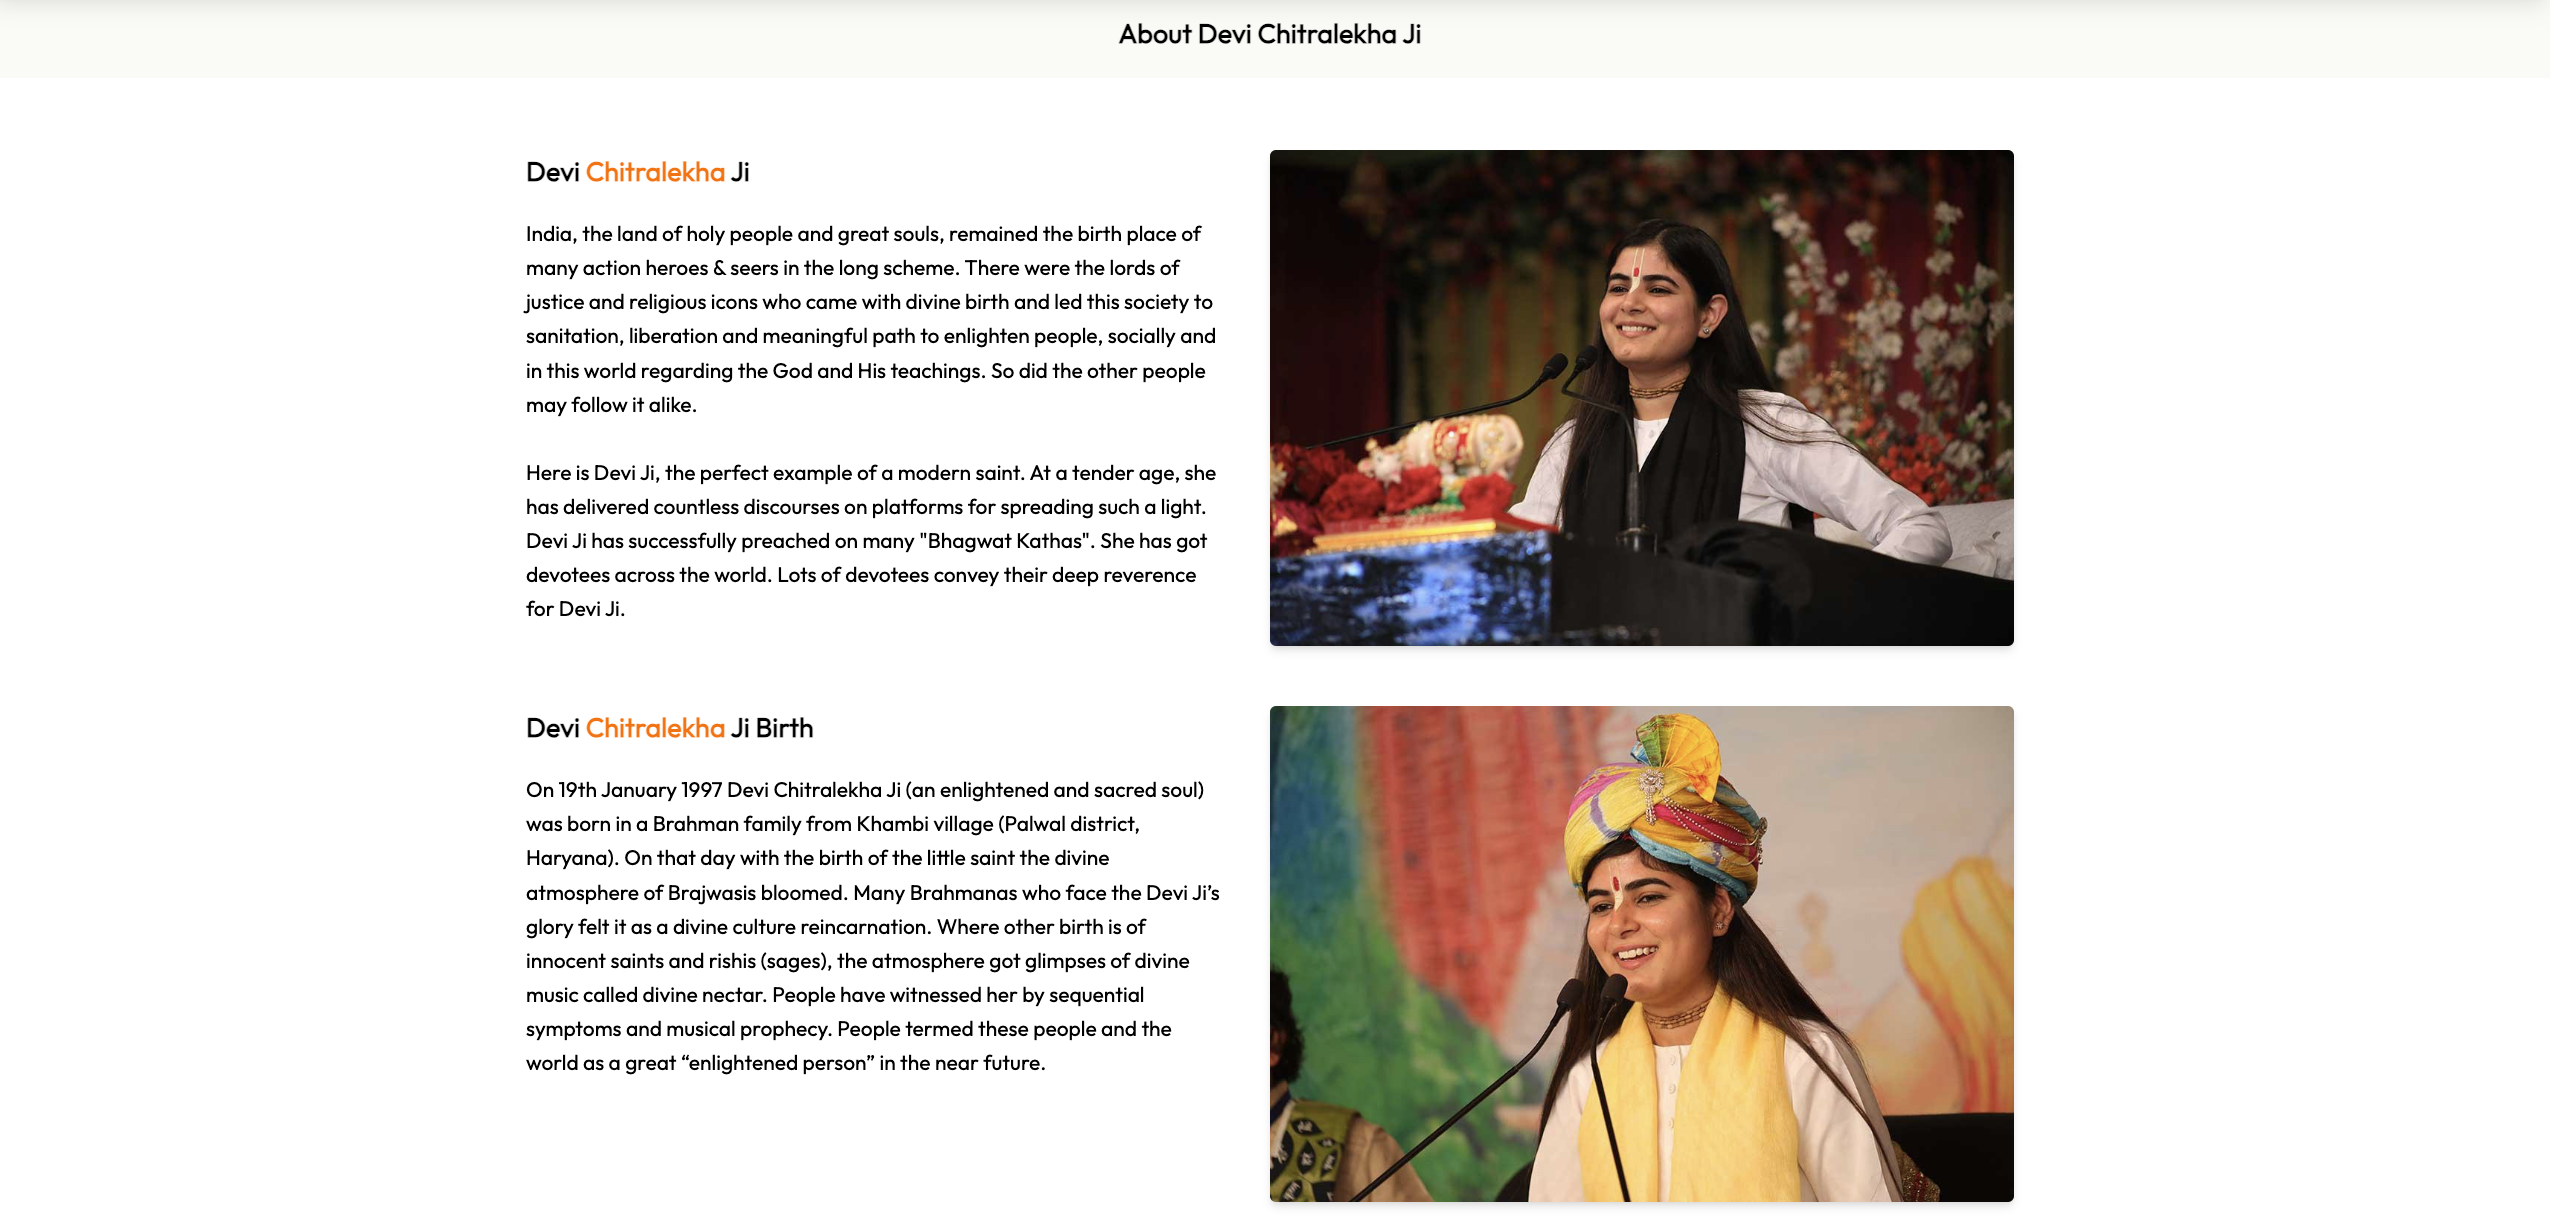 About Devi Chitralekha Ji
Devi Chitralekha Ji
India, the land of holy people and great souls, remained the birth place of
many action heroes & seers in the long scheme. There were the lords of
justice and religious icons who came with divine birth and led this society to
sanitation, liberation and meaningful path to enlighten people, socially and
in this world regarding the God and His teachings. So did the other people
may follow it alike.
Here is Devi Ji, the perfect example of a modern saint. At a tender age, she
has delivered countless discourses on platforms for spreading such a light.
Devi Ji has successfully preached on many "Bhagwat Kathas". She has got
devotees across the world. Lots of devotees convey their deep reverence
for Devi Ji.
Devi Chitralekha Ji Birth
On 19th January 1997 Devi Chitralekha Ji (an enlightened and sacred soul)
was born in a Brahman family from Khambi village (Palwal district,
Haryana). On that day with the birth of the little saint the divine
atmosphere of Brajwasis bloomed. Many Brahmanas who face the Devi Ji’s
glory felt it as a divine culture reincarnation. Where other birth is of
innocent saints and rishis (sages), the atmosphere got glimpses of divine
music called divine nectar. People have witnessed her by sequential
symptoms and musical prophecy. People termed these people and the
world as a great “enlightened person” in the near future.